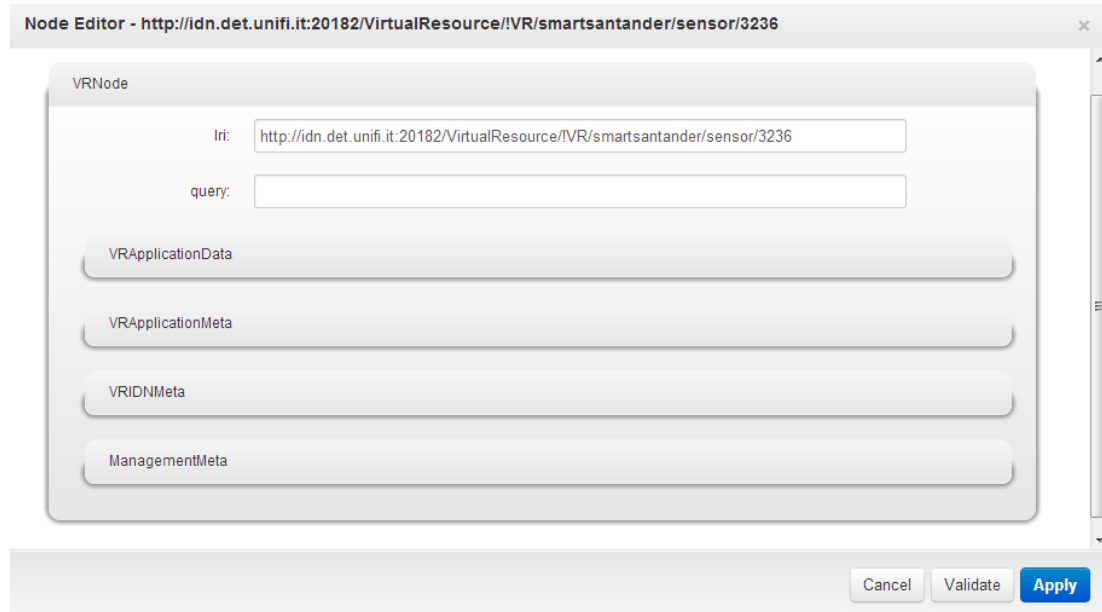 Node Editor - http://idn.det.unifi.it:20182/VirtualResource/!VR/smartsantander/sensor/3236 ×
VRNode
lri: http://idn.det.unifi.it:20182/VirtualResource/!VR/smartsantander/sensor/3236
query:
VRApplicationData
VRApplicationMeta
VRIDNMeta
ManagementMeta
Cancel Validate Apply